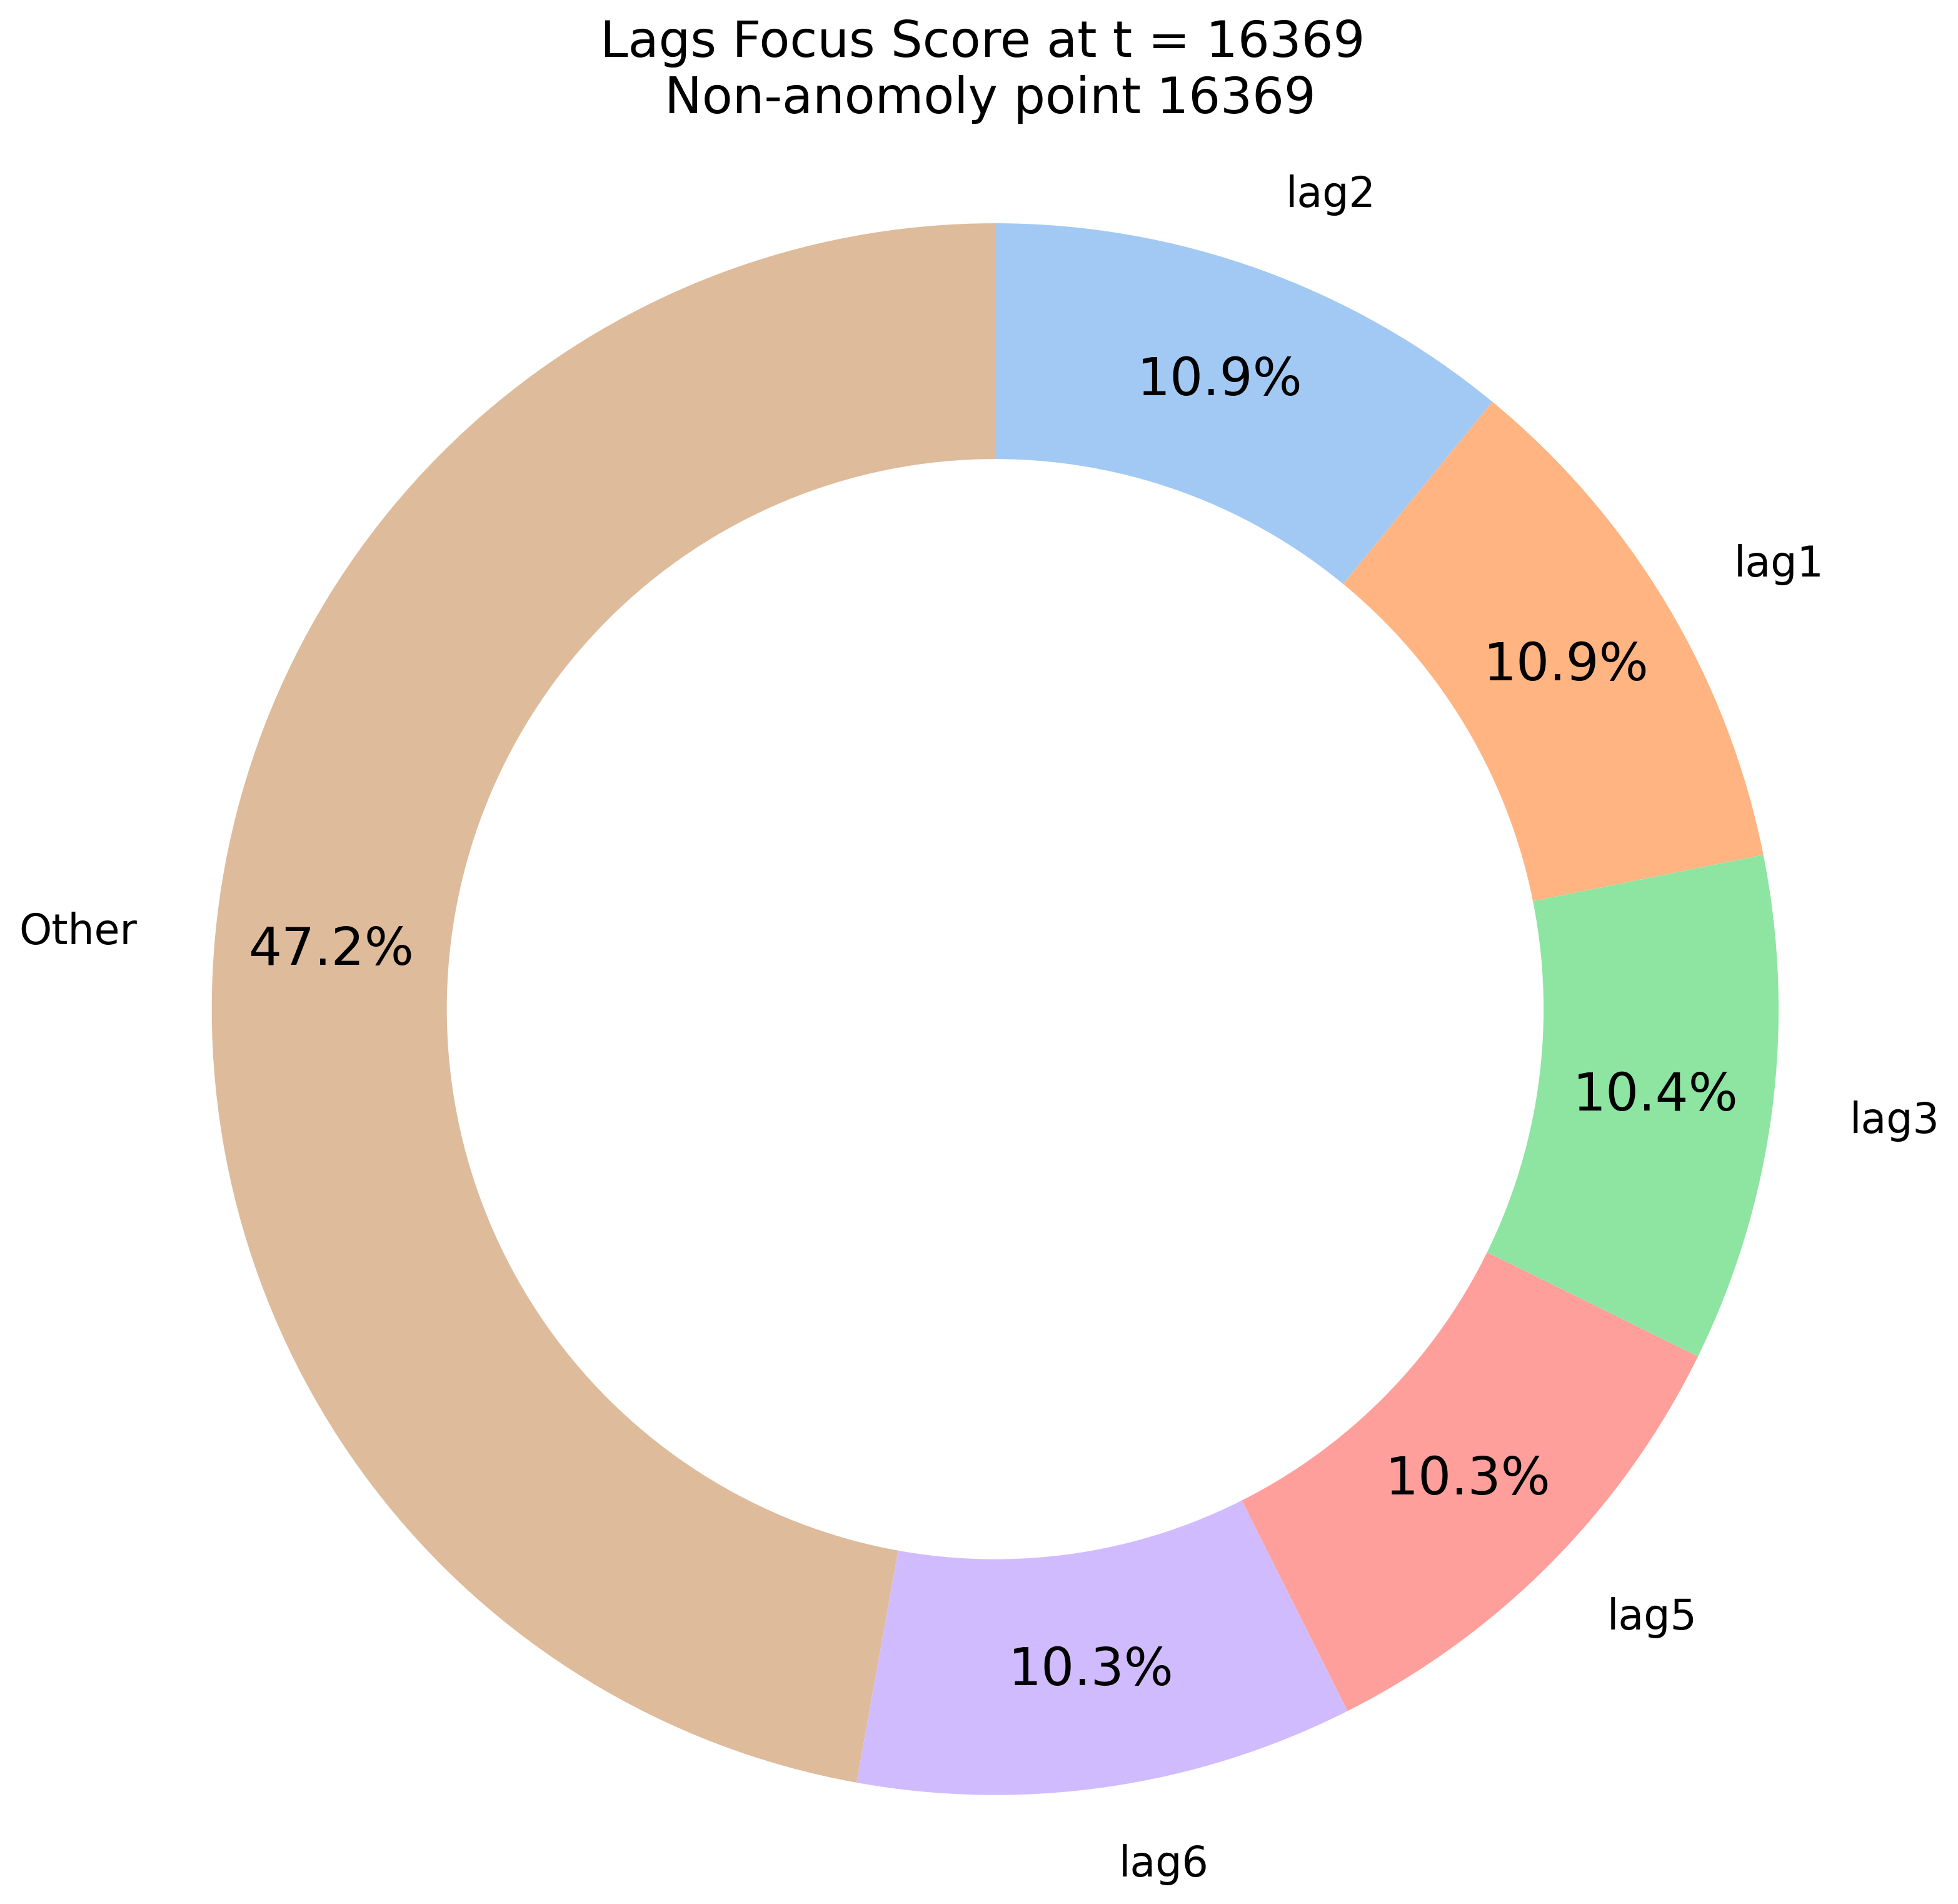 Lags Focus Score at t = 16369
Non-anomoly point 16369
lag2
10.9%
lag1
10.9%
Other
47.2%
10.4%
lag3
10.3%
lag5
10.3%
lag6